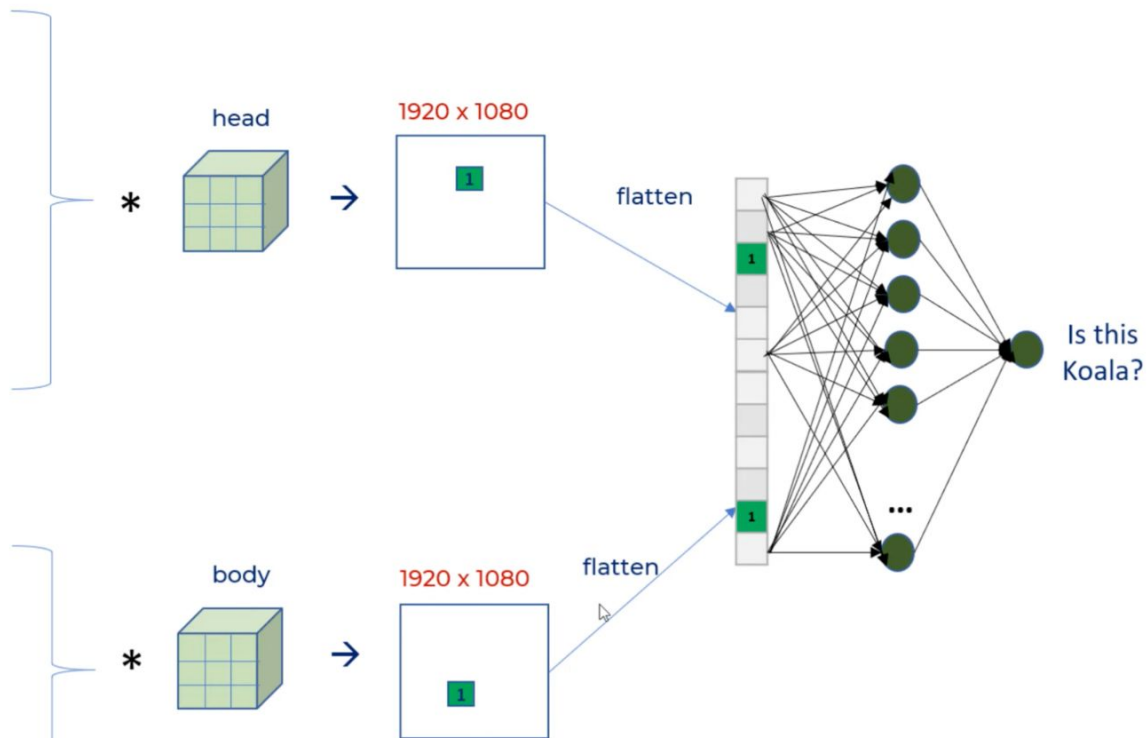 head
1920 x 1080
*
→
1
flatten
1
Is this
Koala?
...
1
body
1920 x 1080
flatten
*
→
1